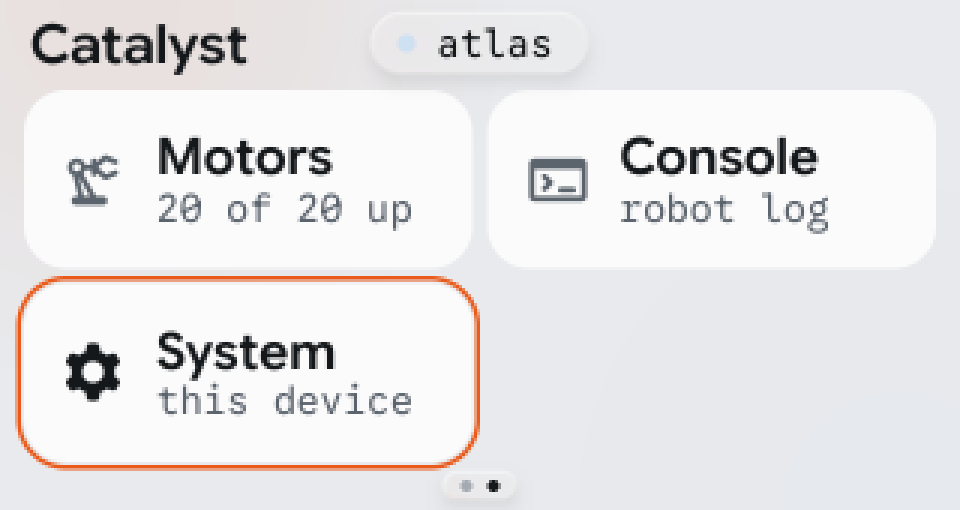 Catalyst
atlas
Motors
20 of 20 up
Console
robot log
System
this device